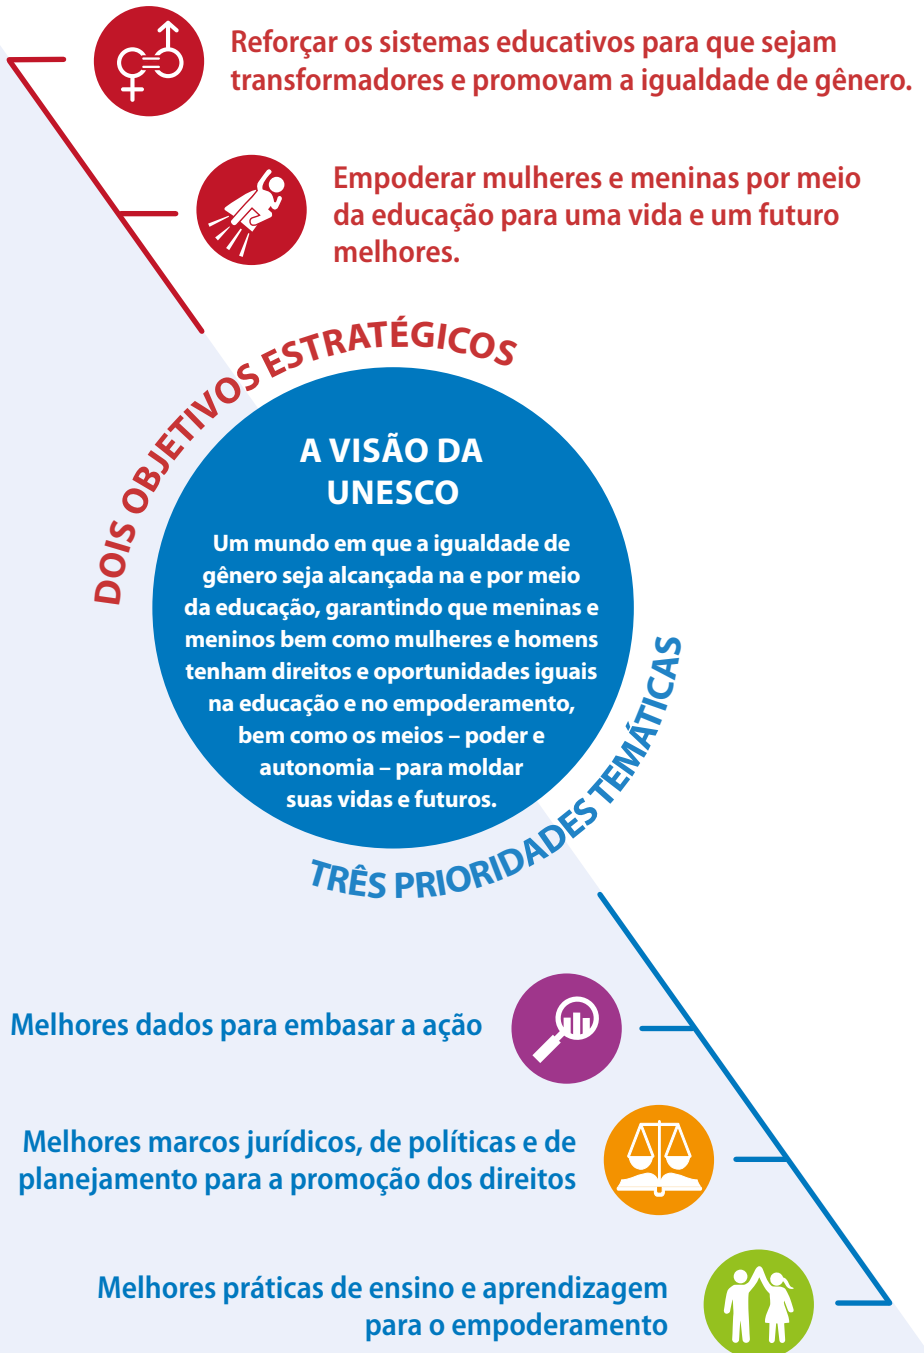 Reforçar os sistemas educativos para que sejam
transformadores e promovam a igualdade de gênero.
Empoderar mulheres e meninas por meio
da educação para uma vida e um futuro
melhores.
DOIS OBJETIVOS ESTRATÉGICOS
A VISÃO DA
UNESCO
Um mundo em que a igualdade de
gênero seja alcançada na e por meio
da educação, garantindo que meninas e
meninos bem como mulheres e homens
tenham direitos e oportunidades iguais
na educação e no empoderamento,
bem como os meios – poder e
autonomia – para moldar
suas vidas e futuros.
TRÊS PRIORIDADES TEMÁTICAS
Melhores dados para embasar a ação
Melhores marcos jurídicos, de políticas e de
planejamento para a promoção dos direitos
Melhores práticas de ensino e aprendizagem
para o empoderamento